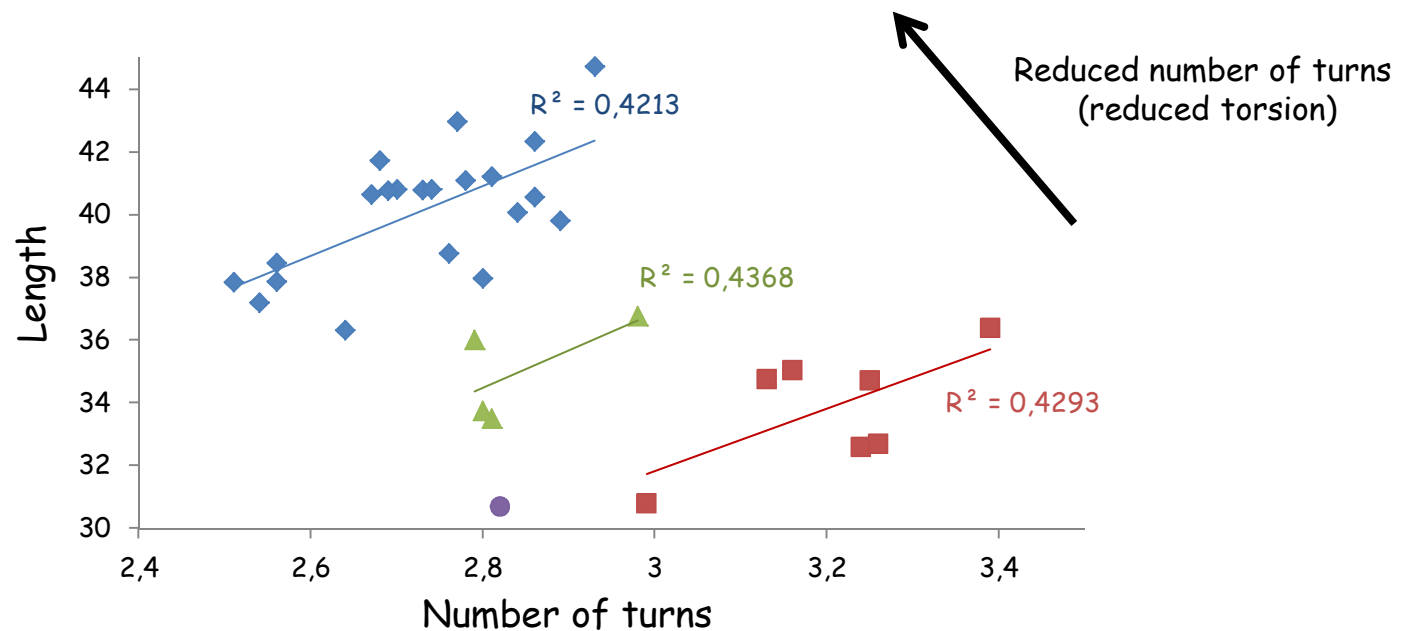 Reduced number of turns
(reduced torsion)
R² = 0,4213
R² = 0,4368
R² = 0,4293
Length
44
42
40
38
36
34
32
30
2,4
2,6
2,8
3
3,2
3,4
Number of turns